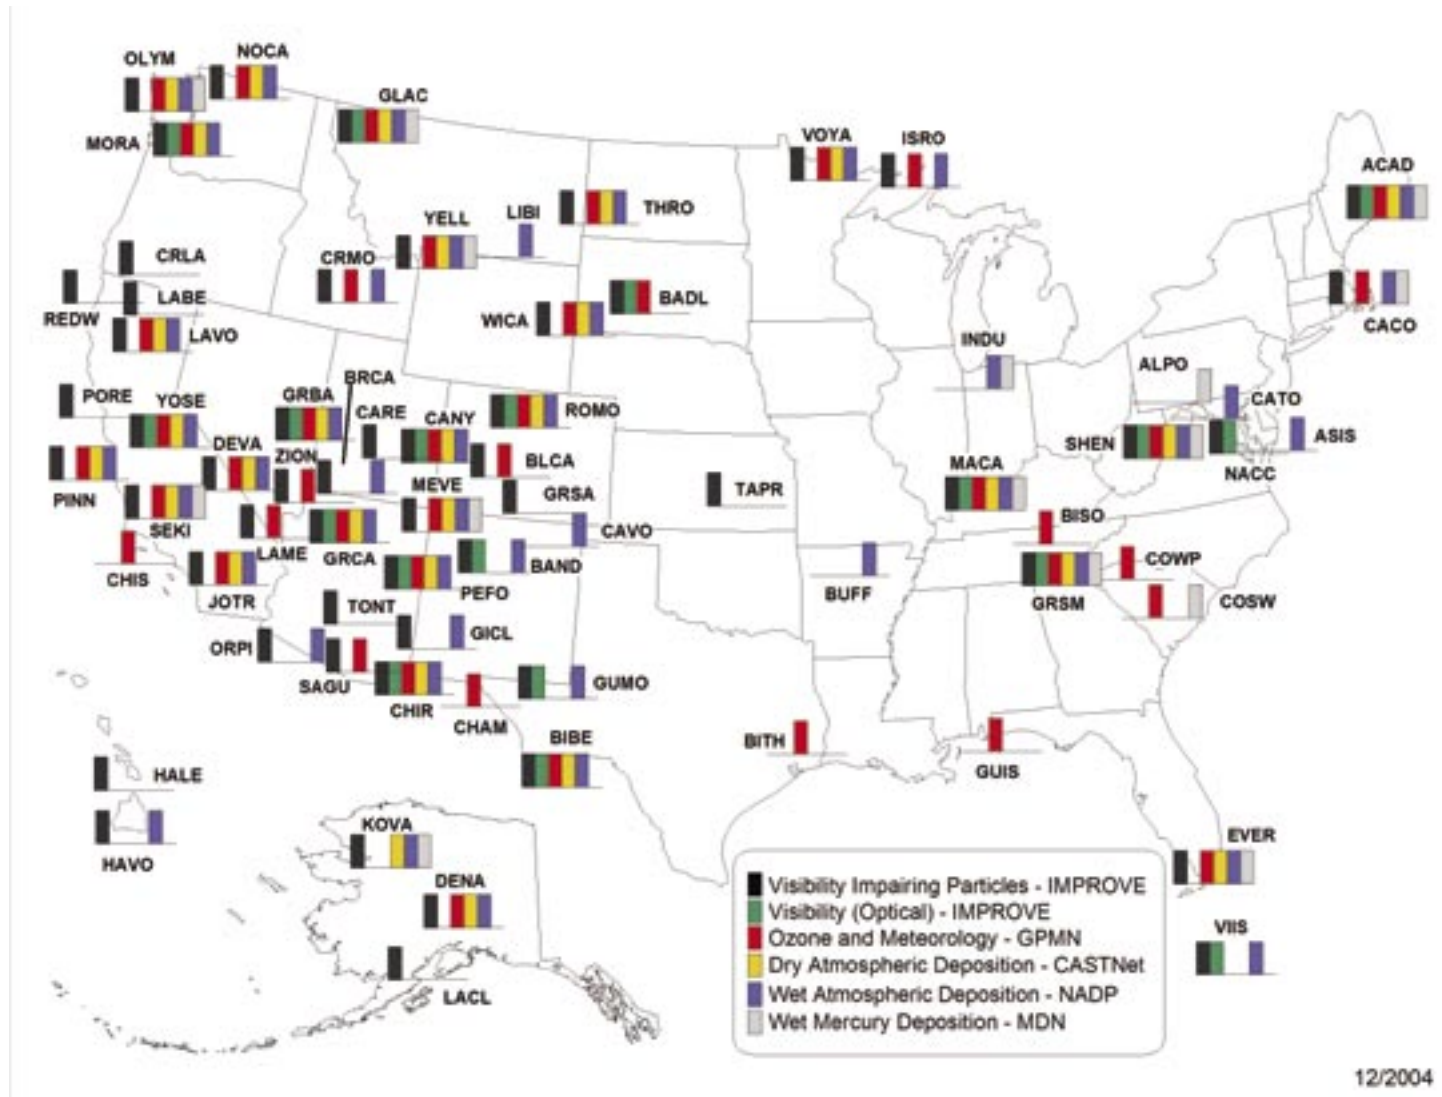 OLYM
NOCA
GLAC
MORA
VOYA
ISRO
ACAD
THRO
LIBI
YELL
CRLA
CRMO
LABE
BADL
REDW
WICA
LAVO
CACO
INDU
ALPO
BRCA
PORE
YOSE
GRBA
CARE
CANY
ROMO
CATO
DEVA
ZION
BLCA
SHEN
ASIS
PINN
MEVE
GRSA
TAPR
MACA
NACC
SEKI
CAVO
BISO
CHIS
LAME
GRCA
BAND
COWP
JOTR
PEFO
BUFF
GRSM
COSW
TONT
GICL
ORPI
SAGU
GUMO
CHIR
CHAM
BIBE
BITH
GUIS
HALE
HAVO
KOVA
EVER
DENA
Visibility Impairing Particles - IMPROVE
Visibility (Optical) - IMPROVE
Ozone and Meteorology - GPMN
Dry Atmospheric Deposition - CASTNet
Wet Atmospheric Deposition - NADP
Wet Mercury Deposition - MDN
VIIS
LACL
12/2004